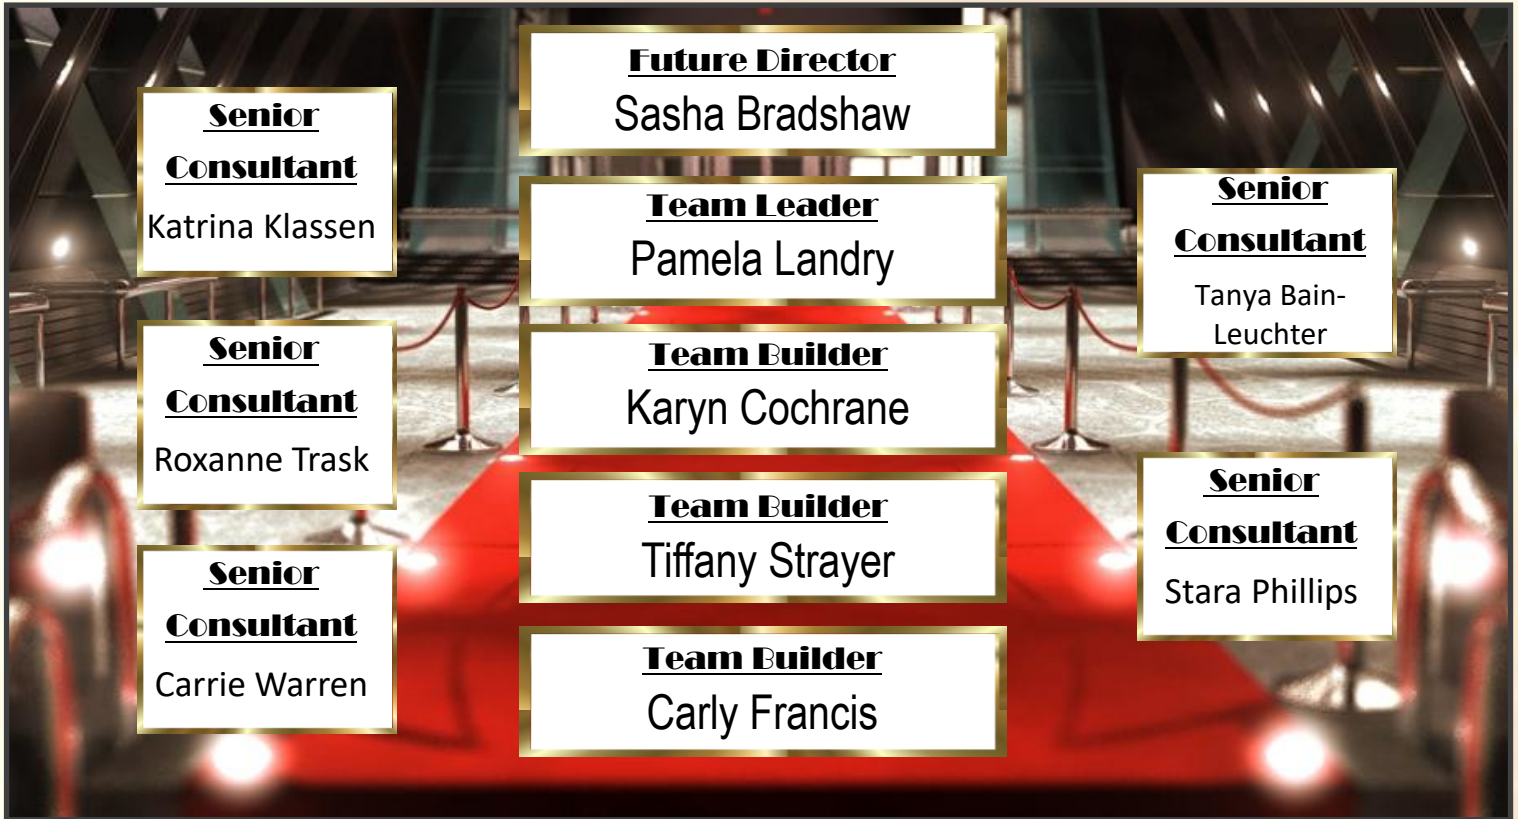 Future Director
Sasha Bradshaw
Senior
Consultant
Katrina Klassen
Team Leader
Pamela Landry
Senior
Consultant
Tanya Bain-
Leuchter
Senior
Consultant
Roxanne Trask
Team Builder
Karyn Cochrane
Senior
Consultant
Stara Phillips
Team Builder
Tiffany Strayer
Senior
Consultant
Carrie Warren
Team Builder
Carly Francis